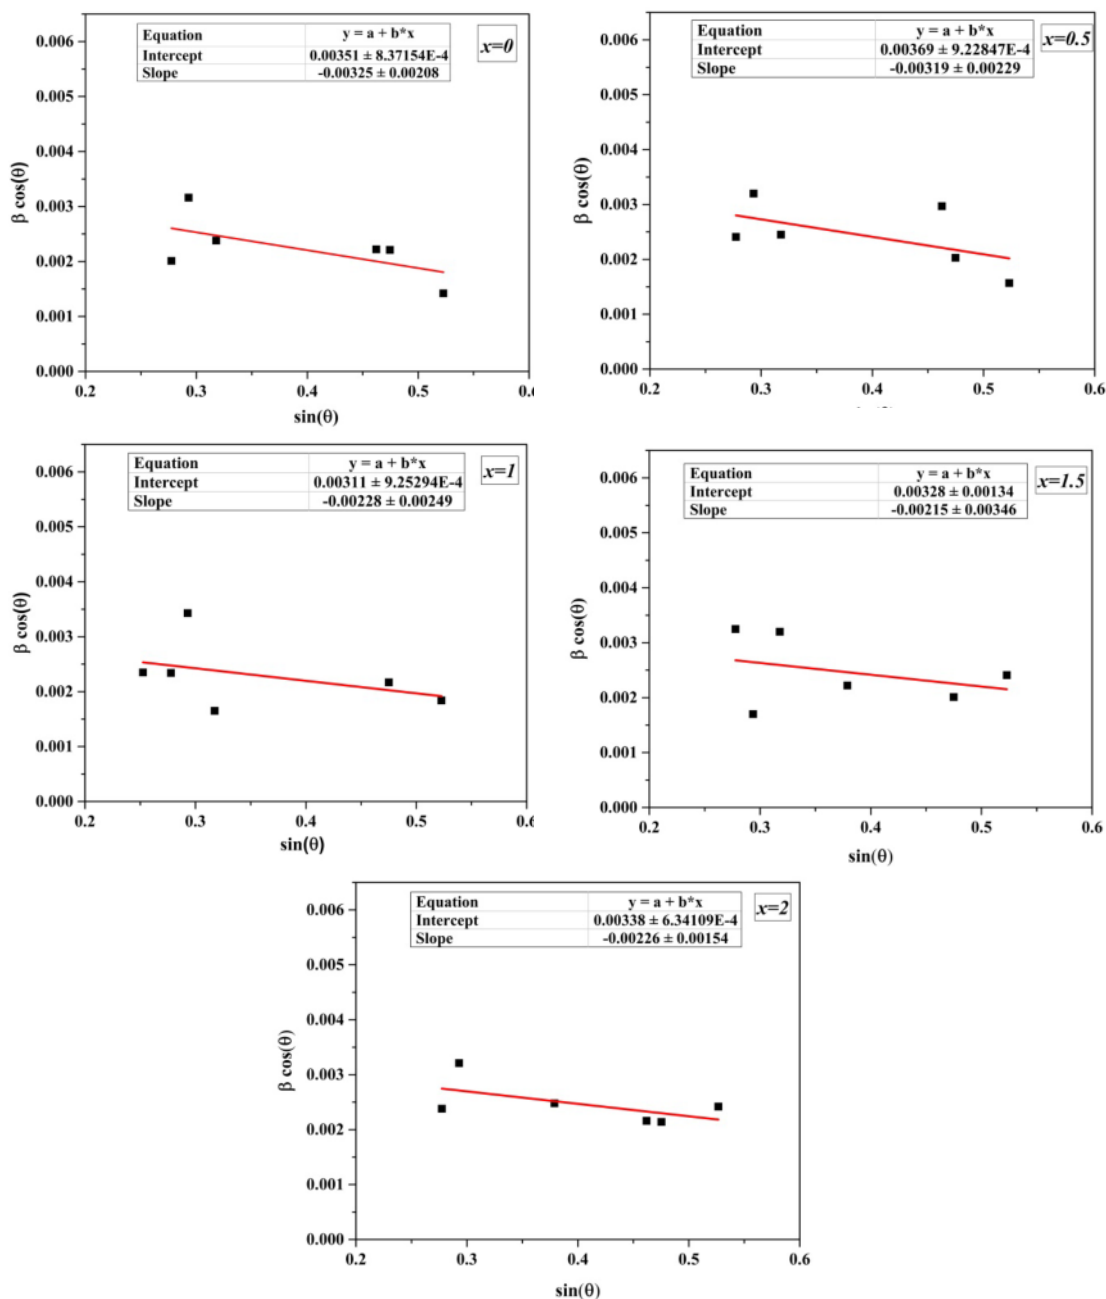 Equation y = a + b*x
Intercept 0.00351 ± 8.37154E-4
Slope -0.00325 ± 0.00208
x=0
0.006
0.005
0.004
0.003
0.002
0.001
0.000
β cos(θ)
0.2 0.3 0.4 0.5
sin(θ)
Equation y = a + b*x
Intercept 0.00369 ± 9.22847E-4
Slope -0.00319 ± 0.00229
x=0.5
0.006
0.005
0.004
0.003
0.002
0.001
0.000
β cos(θ)
0.2 0.3 0.4 0.5 0.6
Equation y = a + b*x
Intercept 0.00311 ± 9.25294E-4
Slope -0.00228 ± 0.00249
x=1
0.006
0.005
0.004
0.003
0.002
0.001
0.000
β cos(θ)
0.2 0.3 0.4 0.5 0.6
sin(θ)
Equation y = a + b*x
Intercept 0.00328 ± 0.00134
Slope -0.00215 ± 0.00346
x=1.5
0.006
0.005
0.004
0.003
0.002
0.001
0.000
β cos(θ)
0.2 0.3 0.4 0.5 0.6
sin(θ)
Equation y = a + b*x
Intercept 0.00338 ± 6.34109E-4
Slope -0.00226 ± 0.00154
x=2
0.006
0.005
0.004
0.003
0.002
0.001
0.000
β cos(θ)
0.2 0.3 0.4 0.5 0.6
sin(θ)